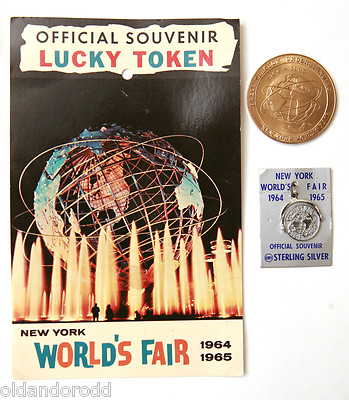 OFFICIAL SOUVENIR
LUCKY TOKEN
NEW YORK
WORLD'S FAIR 1964
1965
NEW YORK
WORLD'S FAIR
1964 1965
OFFICIAL SOUVENIR
STERLING SILVER
oldandorodd